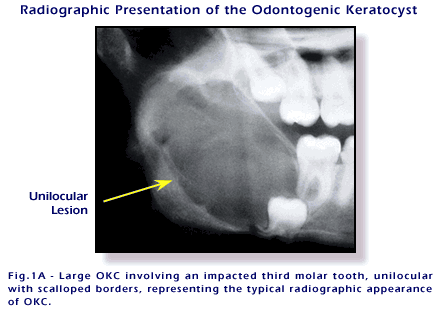 Radiographic Presentation of the Odontogenic Keratocyst
Unilocular
Lesion
Fig.1A - Large OKC involving an impacted third molar tooth, unilocular
with scalloped borders, representing the typical radiographic appearance
of OKC.